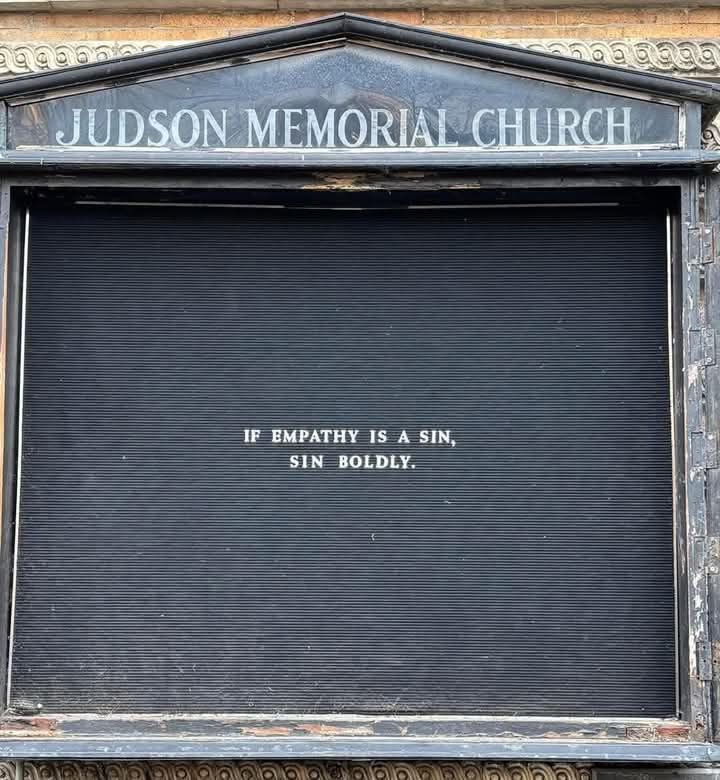 JUDSON MEMORIAL CHURCH
IF EMPATHY IS A SIN,
SIN BOLDLY.